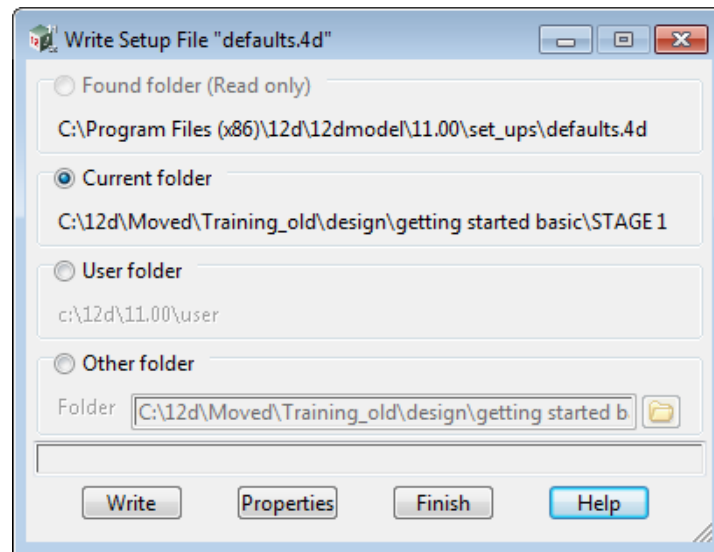 Write Setup File "defaults.4d"
Found folder (Read only)
C:\Program Files (x86)\12d\12dmodel\11.00\set_ups\defaults.4d
Current folder
C:\12d\Moved\Training_old\design\getting started basic\STAGE 1
User folder
c:\12d\11.00\user
Other folder
Folder C:\12d\Moved\Training_old\design\getting started b
Write Properties Finish Help